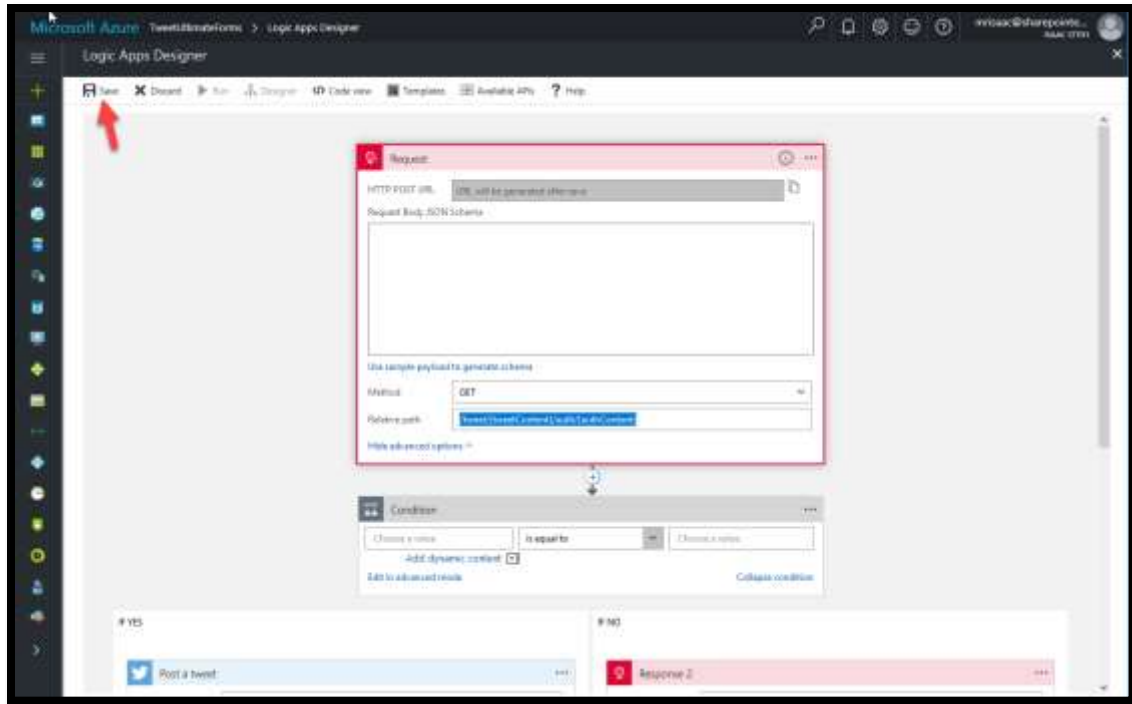 Microsoft Azure TweetUltimateForms > Logic Apps Designer
ISAAC
Logic Apps Designer
Save Discard Run Designer Code view Templates Available APIs ? Help
Request
HTTP POST URL URL will be generated after save
Request Body JSON Schema
Use sample payload to generate schema
Method GET
Relative path
Hide advanced options
Condition
Choose a value is equal to Choose a value
Add dynamic content
Edit in advanced mode Collapse condition
IF YES IF NO
Post a tweet Response 2